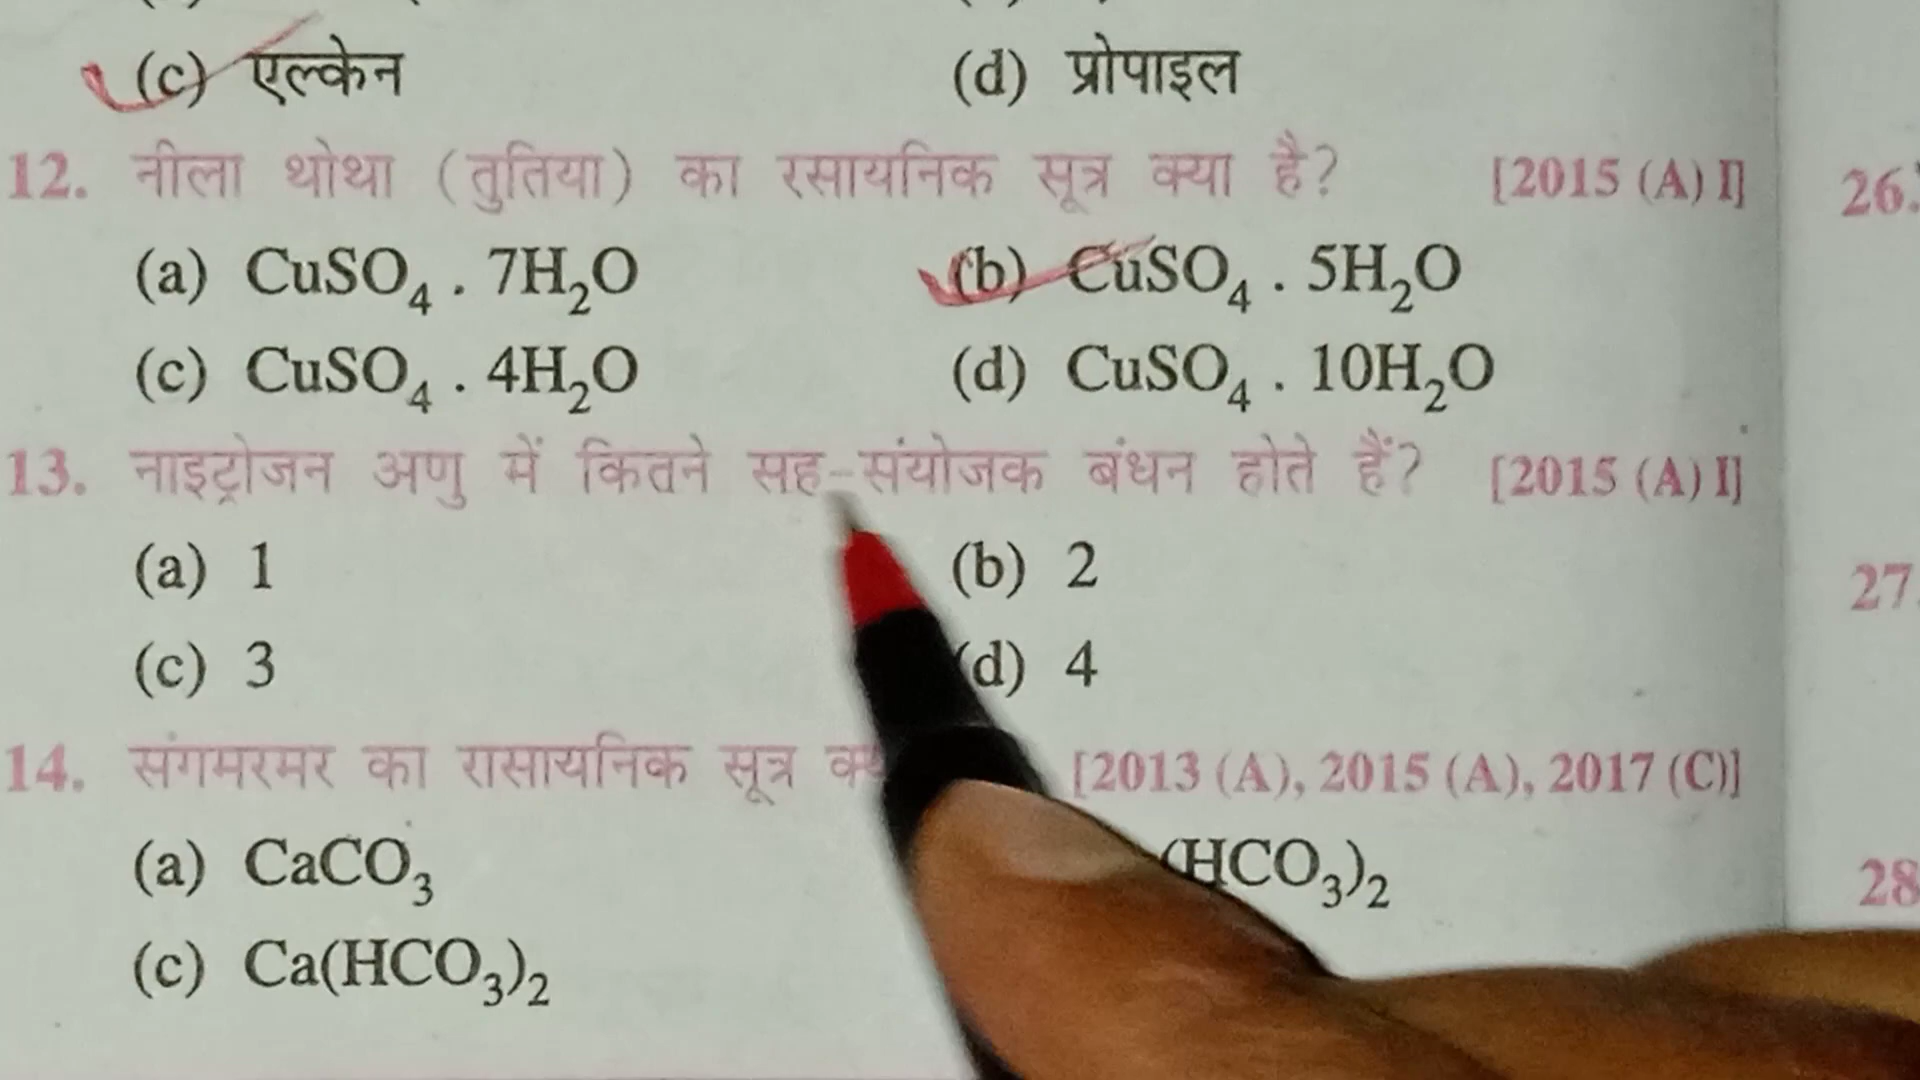 (c) एल्केन (d) प्रोपाइल
12. नीला थोथा (तुतिया) का रसायनिक सूत्र क्या है? [2015 (A) I]
(a) CuSO₄ . 7H₂O (b) CuSO₄ . 5H₂O
(c) CuSO₄ . 4H₂O (d) CuSO₄ . 10H₂O
13. नाइट्रोजन अणु में कितने सह-संयोजक बंधन होते हैं? [2015 (A) I]
(a) 1 (b) 2
(c) 3 (d) 4
14. संगमरमर का रासायनिक सूत्र [2013 (A), 2015 (A), 2017 (C)]
(a) CaCO₃ (HCO₃)₂
(c) Ca(HCO₃)₂
26.
27.
28